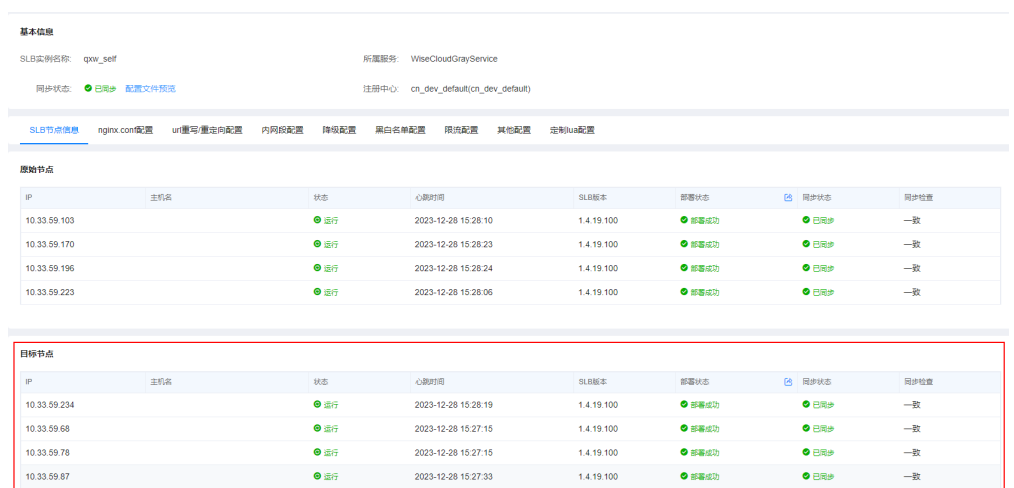 基本信息
SLB实例名称: qxw_self 所属服务: WiseCloudGrayService
同步状态: 已同步 配置文件预览 注册中心: cn_dev_default(cn_dev_default)
SLB节点信息 nginx.conf配置 url重写/重定向配置 内网段配置 降级配置 黑白名单配置 限流配置 其他配置 定制lua配置
原始节点
IP 主机名 状态 心跳时间 SLB版本 部署状态 同步状态 同步检查
10.33.59.103 运行 2023-12-28 15:28:10 1.4.19.100 部署成功 已同步 一致
10.33.59.170 运行 2023-12-28 15:28:23 1.4.19.100 部署成功 已同步 一致
10.33.59.196 运行 2023-12-28 15:28:24 1.4.19.100 部署成功 已同步 一致
10.33.59.223 运行 2023-12-28 15:28:06 1.4.19.100 部署成功 已同步 一致
目标节点
IP 主机名 状态 心跳时间 SLB版本 部署状态 同步状态 同步检查
10.33.59.234 运行 2023-12-28 15:28:19 1.4.19.100 部署成功 已同步 一致
10.33.59.68 运行 2023-12-28 15:27:15 1.4.19.100 部署成功 已同步 一致
10.33.59.78 运行 2023-12-28 15:27:15 1.4.19.100 部署成功 已同步 一致
10.33.59.87 运行 2023-12-28 15:27:33 1.4.19.100 部署成功 已同步 一致